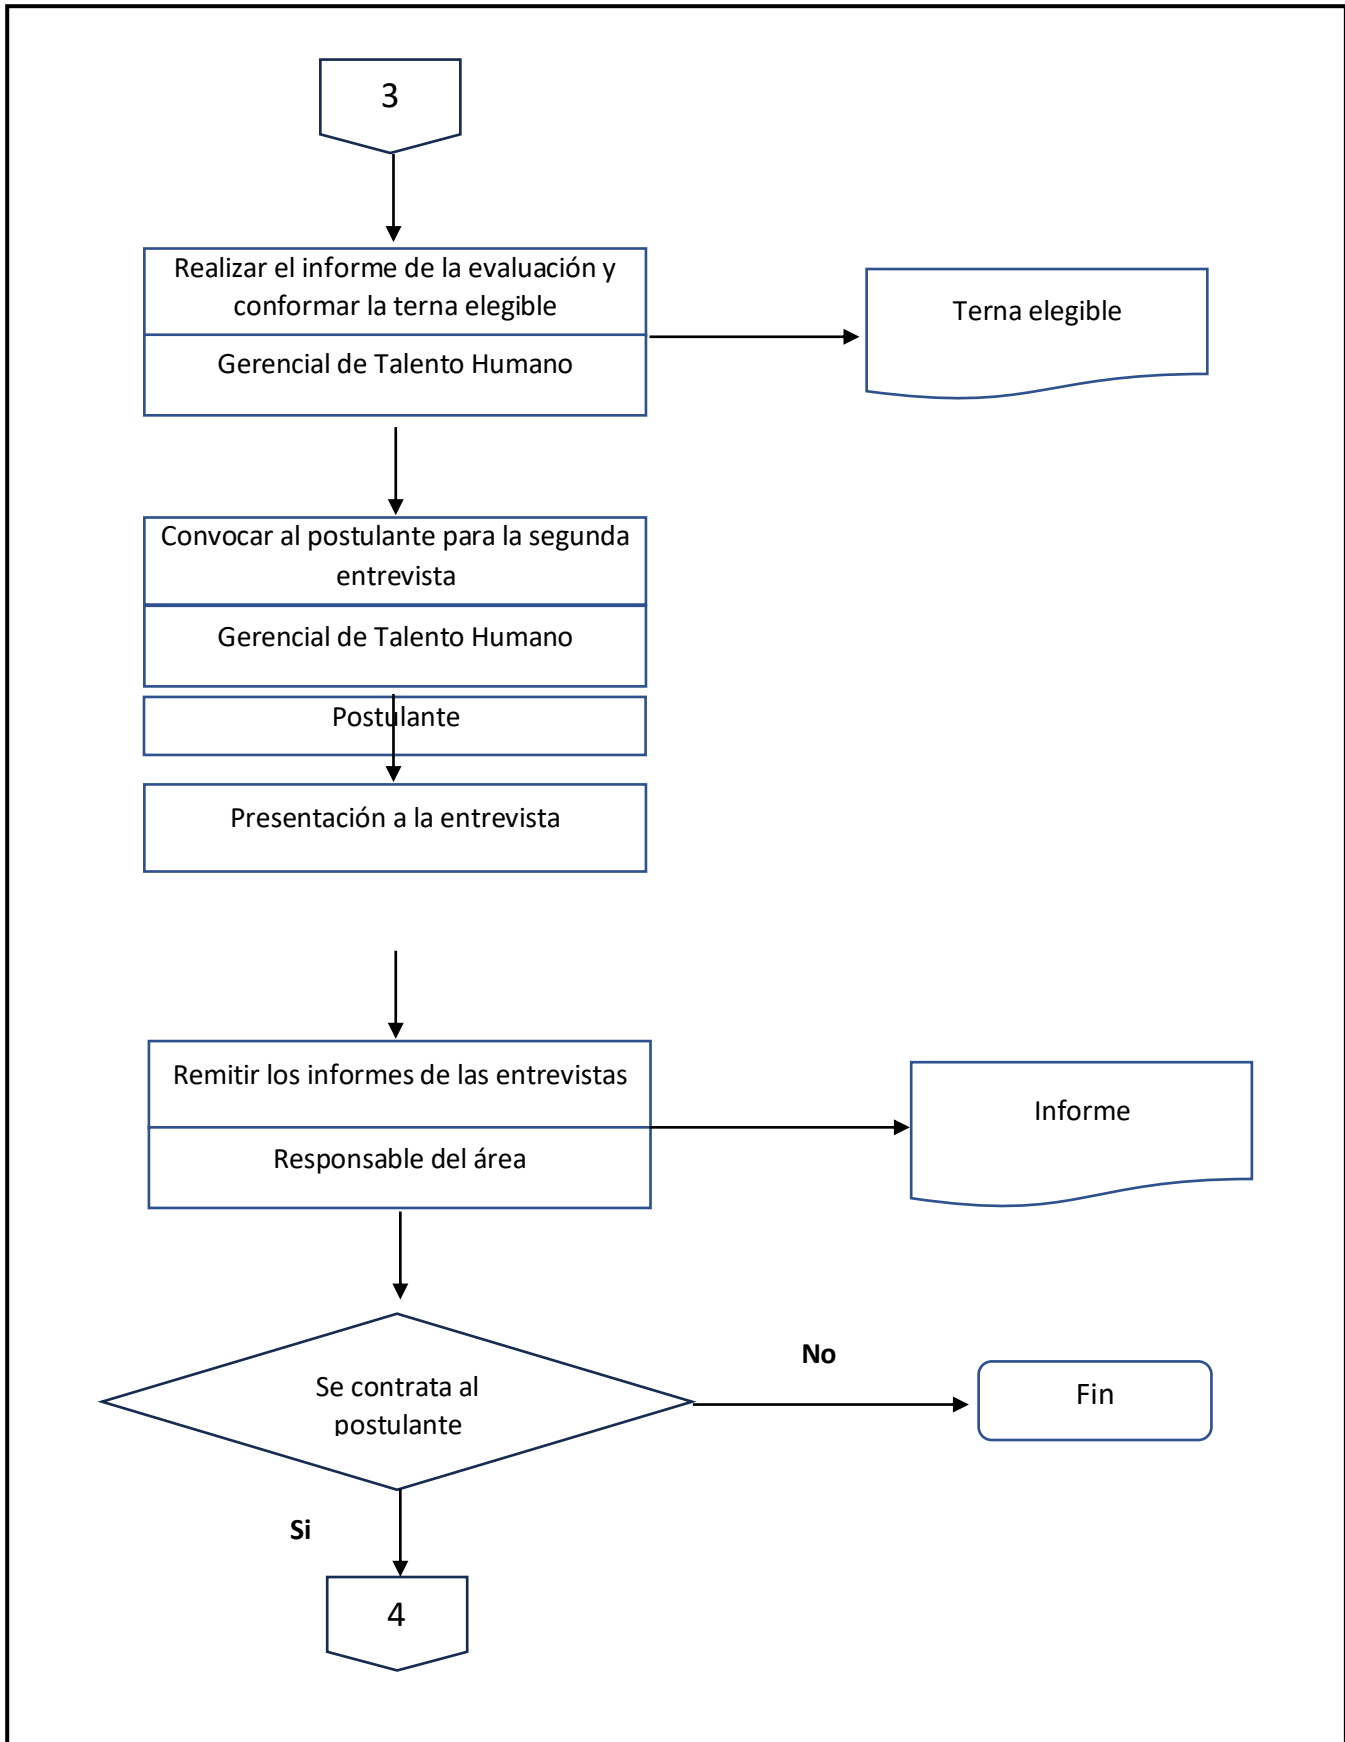 3
Realizar el informe de la evaluación y
conformar la terna elegible
Terna elegible
Gerencial de Talento Humano
Convocar al postulante para la segunda
entrevista
Gerencial de Talento Humano
Postulante
Presentación a la entrevista
Remitir los informes de las entrevistas
Informe
Responsable del área
Se contrata al
postulante
No
Fin
Si
4